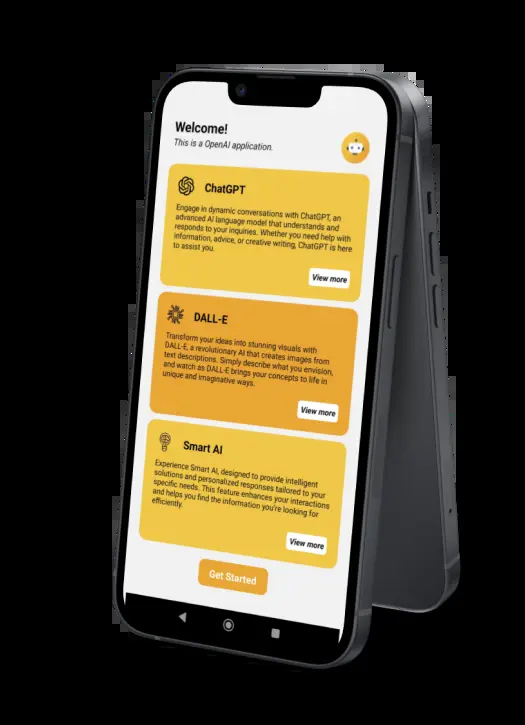 Welcome!
This is a OpenAI application.
ChatGPT
Engage in dynamic conversations with ChatGPT, an
advanced AI language model that understands and
responds to your inquiries. Whether you need help with
information, advice, or creative writing, ChatGPT is here
to assist you.
View more
DALL-E
Transform your ideas into stunning visuals with
DALL-E, a revolutionary AI that creates images from
text descriptions. Simply describe what you envision,
and watch as DALL-E brings your concepts to life in
unique and imaginative ways.
View more
Smart AI
Experience Smart AI, designed to provide intelligent
solutions and personalized responses tailored to your
specific needs. This feature enhances your interactions
and helps you find the information you're looking for
efficiently.
View more
Get Started